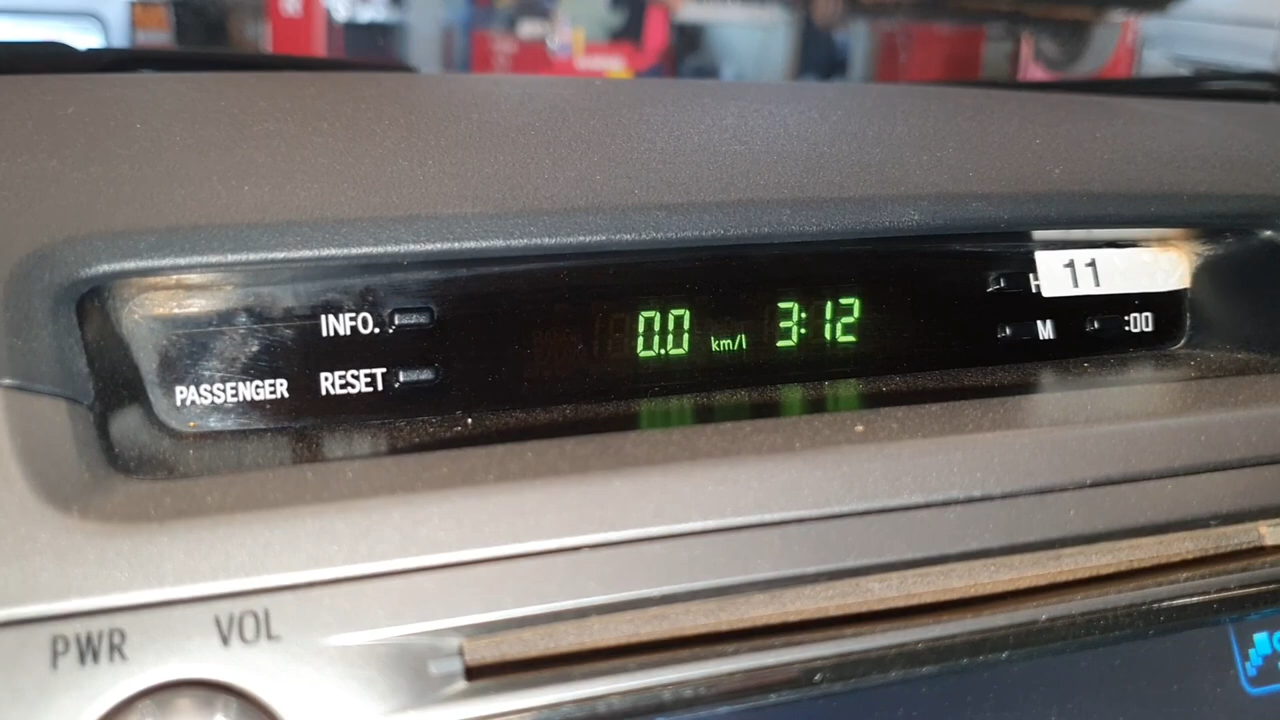 INFO.
0.0 km/l 3:12
H 11
M :00
PASSENGER RESET
PWR VOL